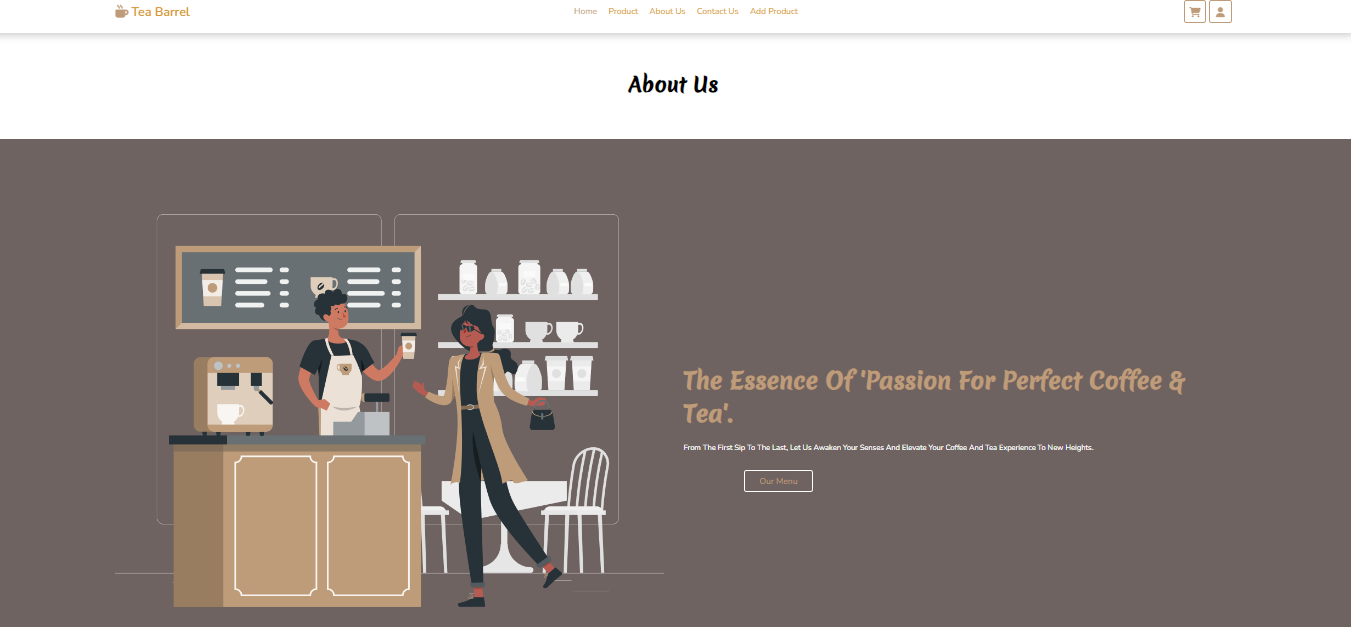 Tea Barrel
Home Product About Us Contact Us Add Product
About Us
The Essence Of 'Passion For Perfect Coffee &
Tea'.
From The First Sip To The Last, Let Us Awaken Your Senses And Elevate Your Coffee And Tea Experience To New Heights.
Our Menu